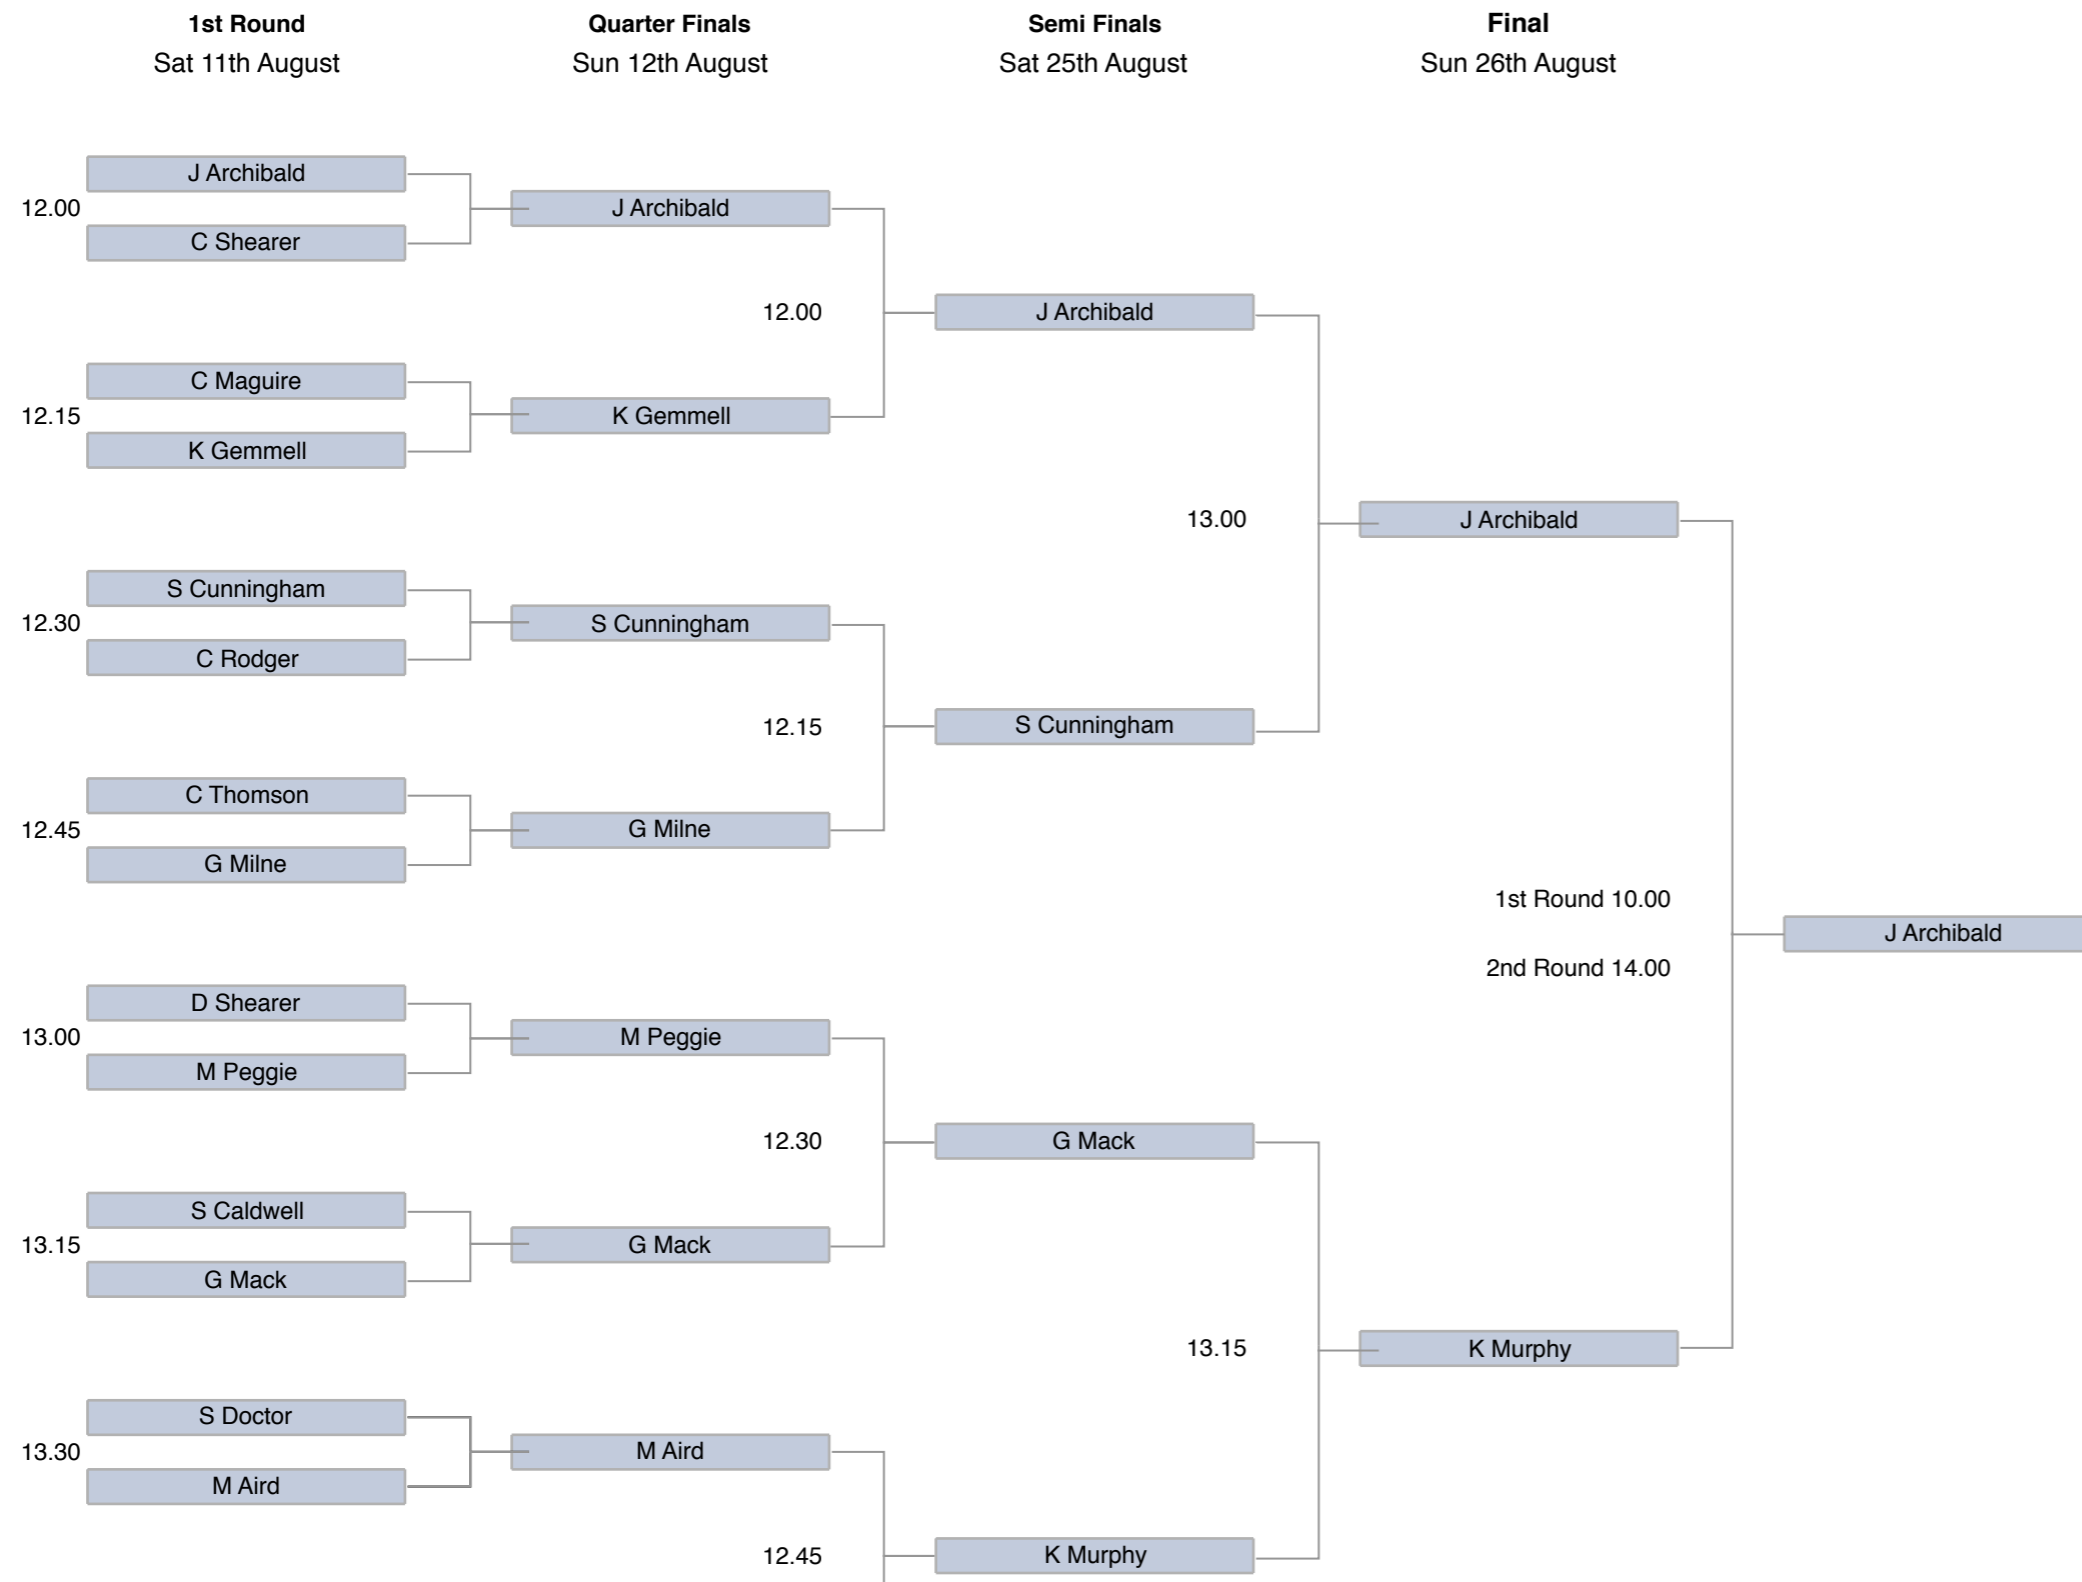 1st Round
Sat 11th August
Quarter Finals
Sun 12th August
Semi Finals
Sat 25th August
Final
Sun 26th August
J Archibald
12.00
C Shearer
J Archibald
12.00
J Archibald
C Maguire
12.15
K Gemmell
K Gemmell
13.00
J Archibald
S Cunningham
12.30
C Rodger
S Cunningham
12.15
S Cunningham
C Thomson
12.45
G Milne
G Milne
1st Round 10.00
2nd Round 14.00
J Archibald
D Shearer
13.00
M Peggie
M Peggie
12.30
G Mack
S Caldwell
13.15
G Mack
G Mack
13.15
K Murphy
S Doctor
13.30
M Aird
M Aird
12.45
K Murphy